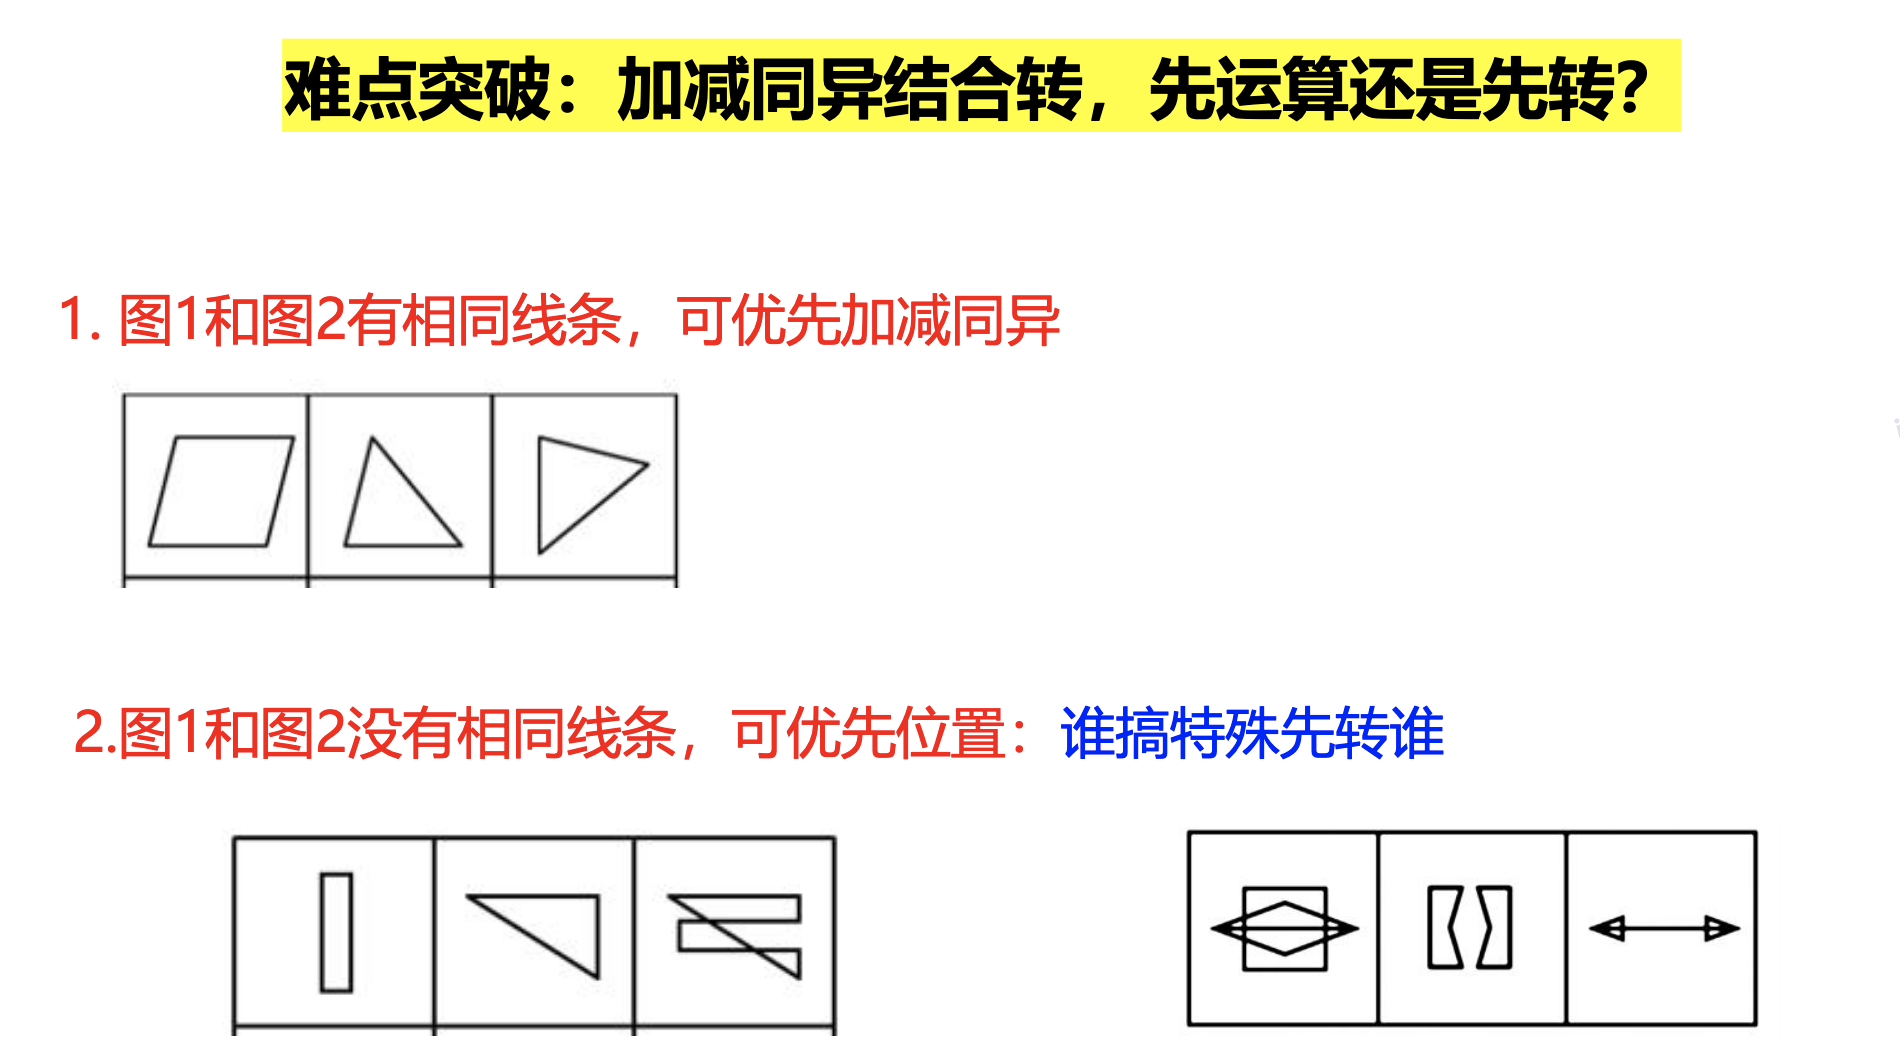 难点突破：加减同异结合转，先运算还是先转？
1. 图1和图2有相同线条，可优先加减同异
2.图1和图2没有相同线条，可优先位置：谁搞特殊先转谁